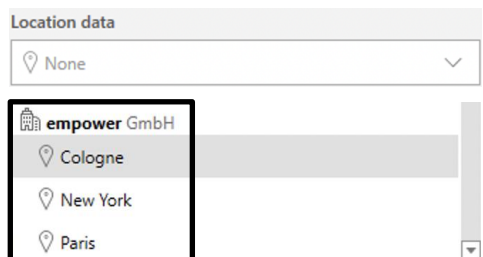 Location data
None
empower GmbH
Cologne
New York
Paris